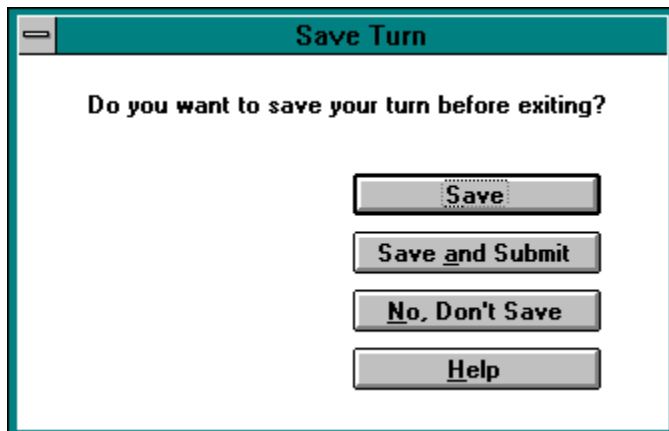 Save Turn
Do you want to save your turn before exiting?
Save
Save and Submit
No, Don't Save
Help